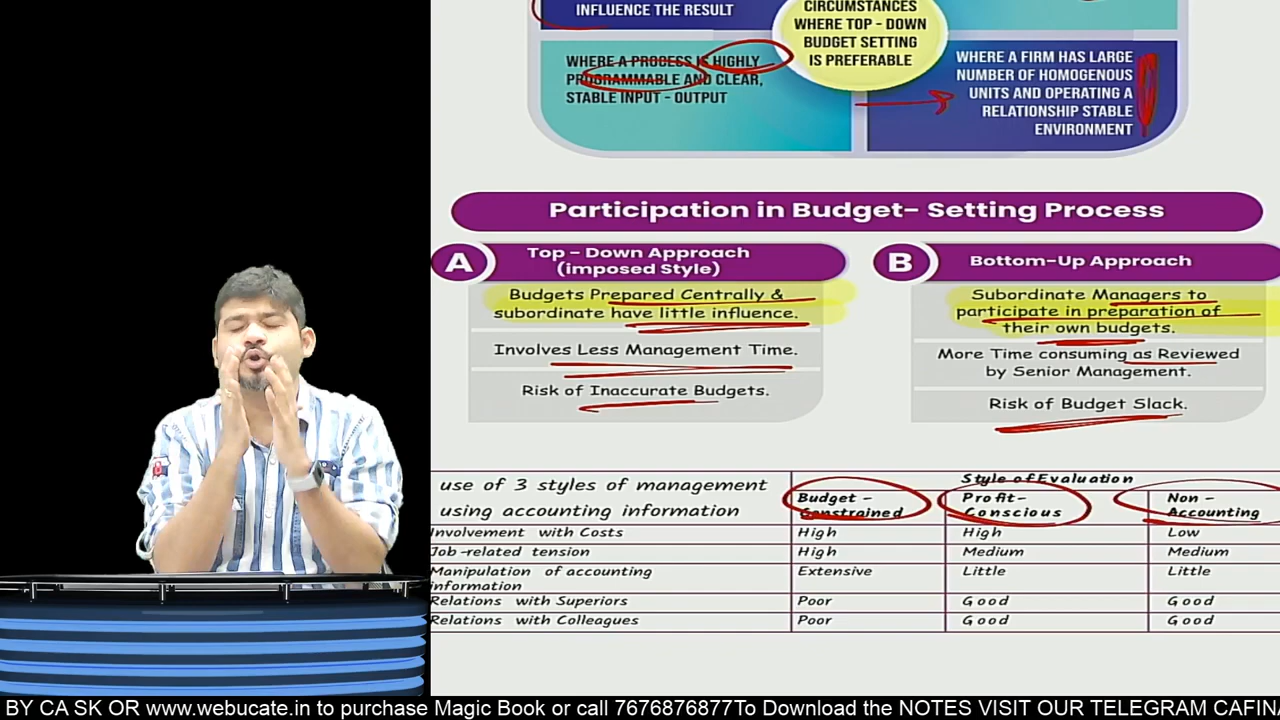 INFLUENCE THE RESULT
CIRCUMSTANCES
WHERE TOP - DOWN
BUDGET SETTING
IS PREFERABLE
WHERE A PROCESS IS HIGHLY
PROGRAMMABLE AND CLEAR,
STABLE INPUT - OUTPUT
WHERE A FIRM HAS LARGE
NUMBER OF HOMOGENOUS
UNITS AND OPERATING A
RELATIONSHIP STABLE
ENVIRONMENT
Participation in Budget- Setting Process
A
Top - Down Approach
(imposed Style)
Budgets Prepared Centrally &
subordinate have little influence.
Involves Less Management Time.
Risk of Inaccurate Budgets.
B
Bottom-Up Approach
Subordinate Managers to
participate in preparation of
their own budgets.
More Time consuming as Reviewed
by Senior Management.
Risk of Budget Slack.
use of 3 styles of management
using accounting information
Style of Evaluation
Budget - Constrained
Profit- Conscious
Non - Accounting
Involvement with Costs High High Low
Job-related tension High Medium Medium
Manipulation of accounting information Extensive Little Little
Relations with Superiors Poor Good Good
Relations with Colleagues Poor Good Good
BY CA SK OR www.webucate.in to purchase Magic Book or call 7676876877To Download the NOTES VISIT OUR TELEGRAM CAFINA